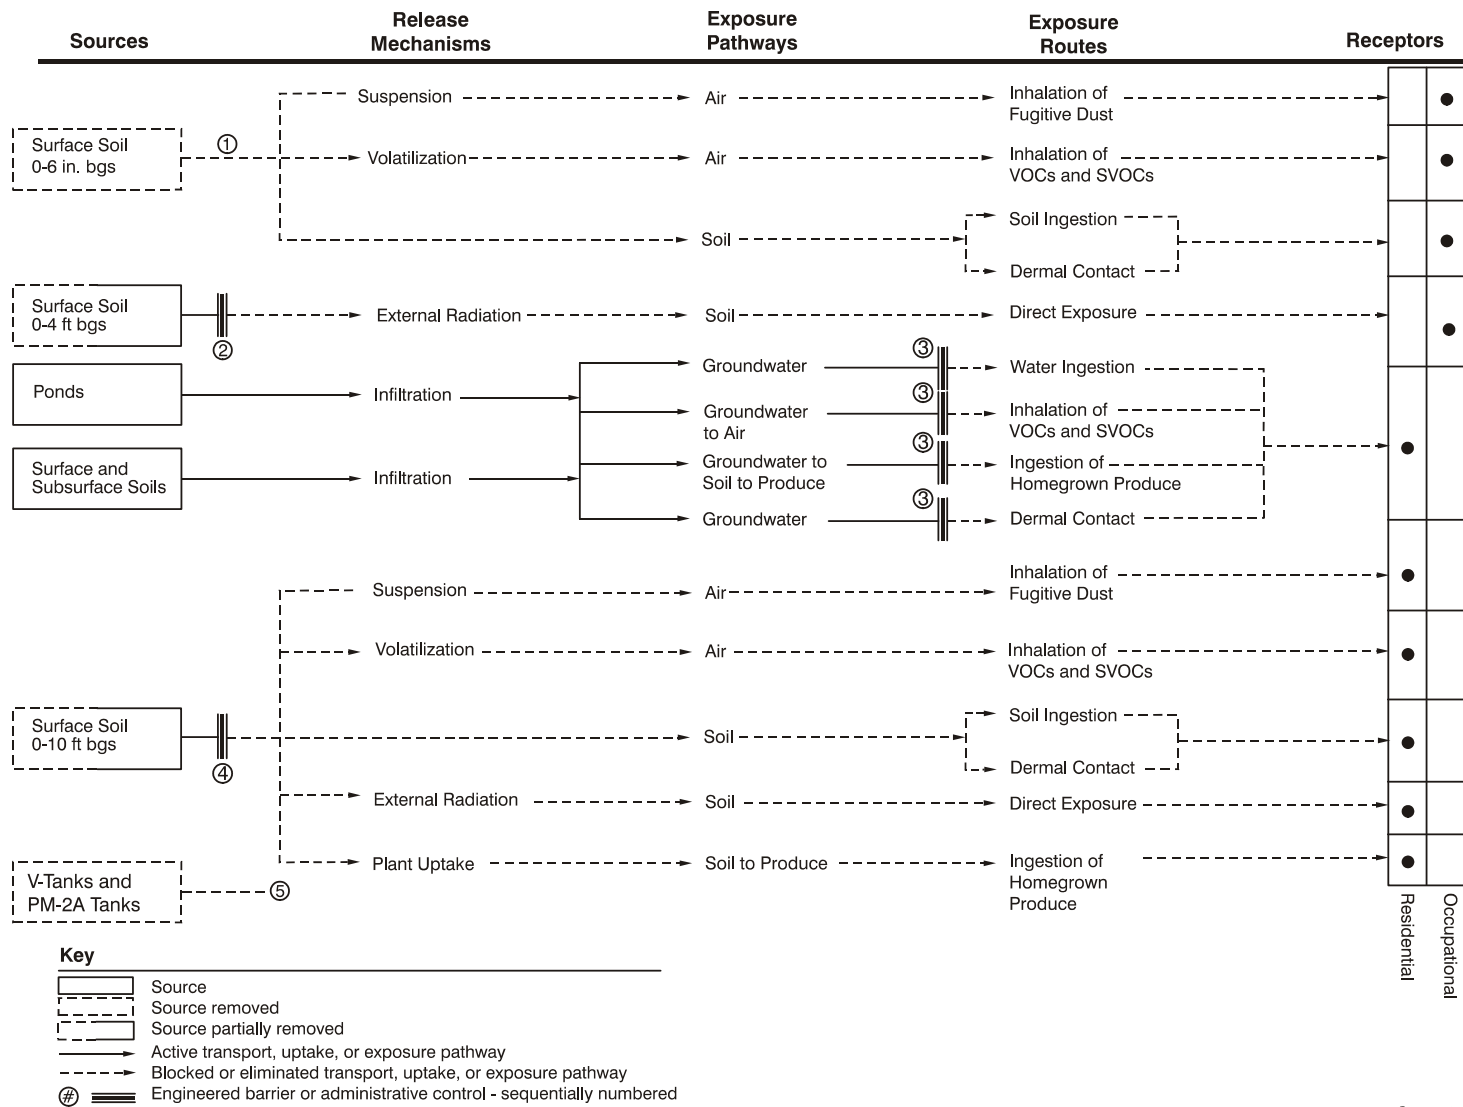 Sources
Release
Mechanisms
Exposure
Pathways
Exposure
Routes
Receptors
Surface Soil
0-6 in. bgs
①
Suspension
Air
Inhalation of
Fugitive Dust
Volatilization
Air
Inhalation of
VOCs and SVOCs
Soil
Soil Ingestion
Dermal Contact
Surface Soil
0-4 ft bgs
②
External Radiation
Soil
Direct Exposure
Ponds
Infiltration
Groundwater
③
Water Ingestion
Groundwater
to Air
③
Inhalation of
VOCs and SVOCs
Surface and
Subsurface Soils
Infiltration
Groundwater to
Soil to Produce
③
Ingestion of
Homegrown Produce
Groundwater
③
Dermal Contact
Suspension
Air
Inhalation of
Fugitive Dust
Volatilization
Air
Inhalation of
VOCs and SVOCs
Surface Soil
0-10 ft bgs
④
Soil
Soil Ingestion
Dermal Contact
External Radiation
Soil
Direct Exposure
Plant Uptake
Soil to Produce
Ingestion of
Homegrown
Produce
V-Tanks and
PM-2A Tanks
⑤
Residential
Occupational
Key
Source
Source removed
Source partially removed
Active transport, uptake, or exposure pathway
Blocked or eliminated transport, uptake, or exposure pathway
# Engineered barrier or administrative control - sequentially numbered